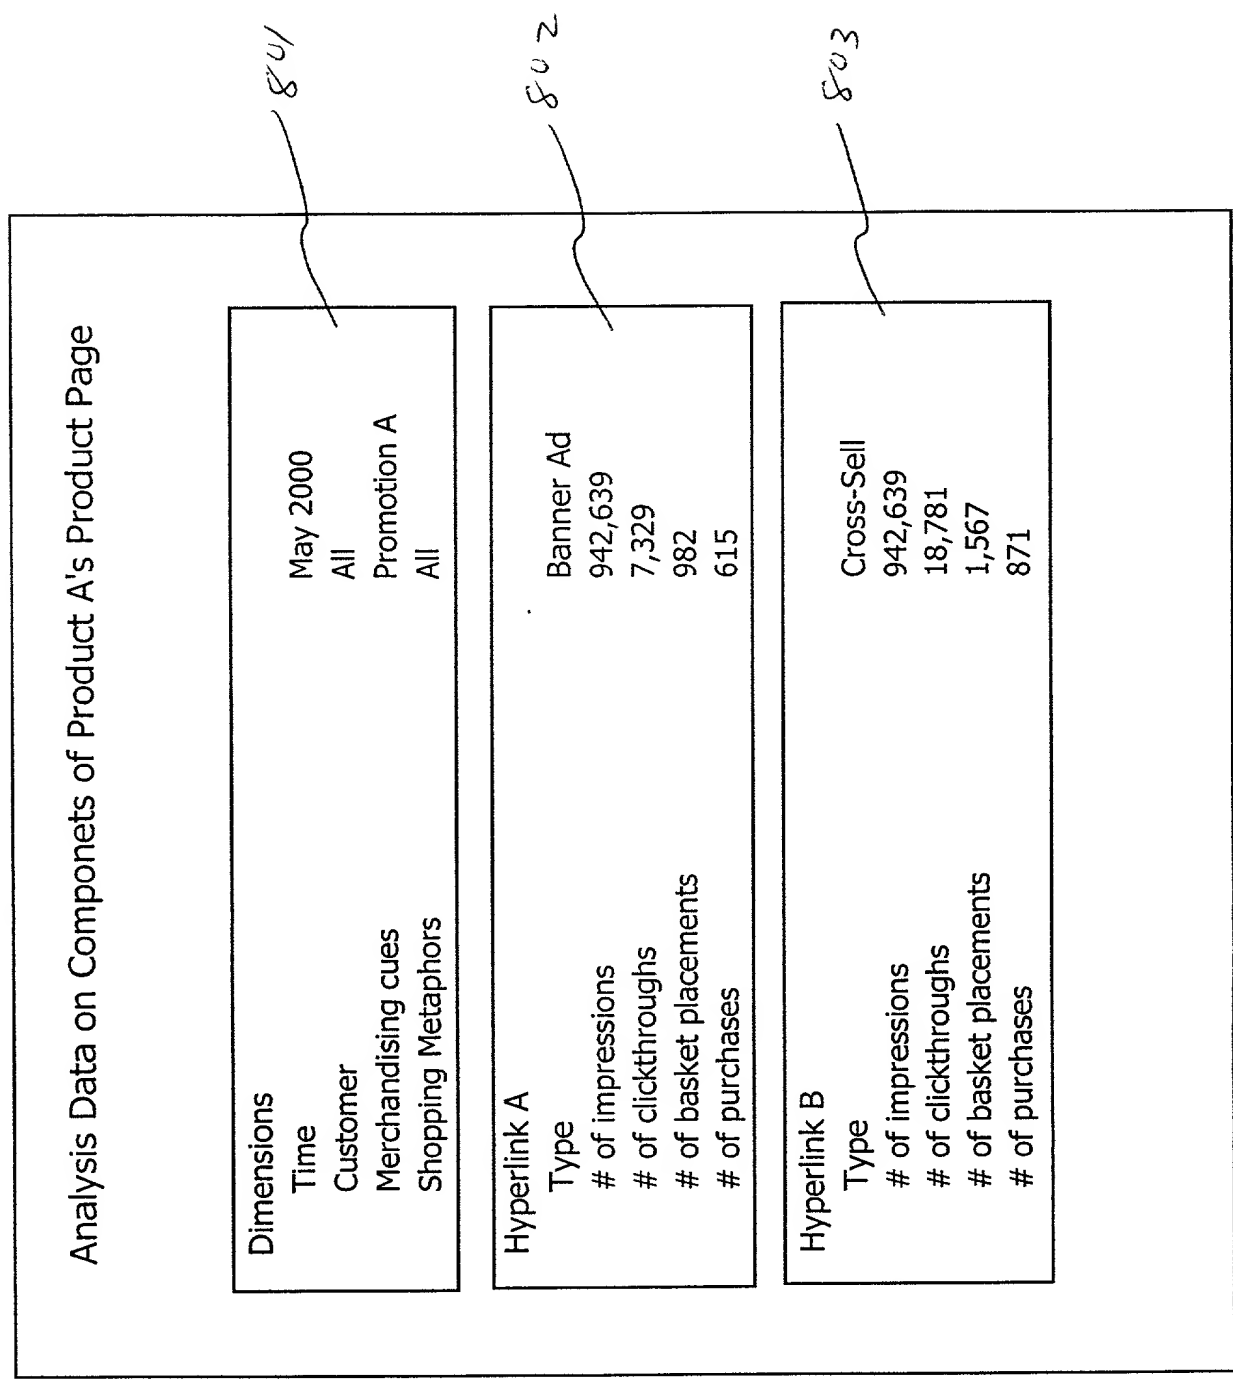 Analysis Data on Componets of Product A's Product Page
Dimensions
Time May 2000
Customer All
Merchandising cues Promotion A
Shopping Metaphors All
801
Hyperlink A
Type Banner Ad
# of impressions 942,639
# of clickthroughs 7,329
# of basket placements 982
# of purchases 615
802
Hyperlink B
Type Cross-Sell
# of impressions 942,639
# of clickthroughs 18,781
# of basket placements 1,567
# of purchases 871
803